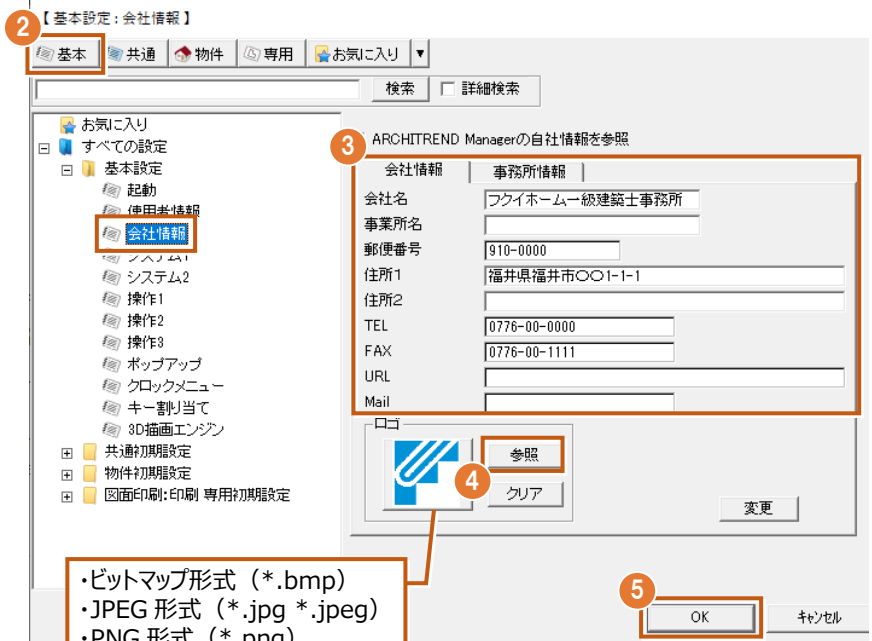 【 基本設定 : 会社情報 】
2
基本 共通 物件 専用 お気に入り ▼
検索 詳細検索
お気に入り
すべての設定
基本設定
起動
使用者情報
会社情報
システム1
システム2
操作1
操作2
操作3
ポップアップ
クロックメニュー
キー割り当て
3D描画エンジン
共通初期設定
物件初期設定
図面印刷:印刷 専用初期設定
3
ARCHITREND Managerの自社情報を参照
会社情報 事務所情報
会社名 フクイホーム一級建築士事務所
事業所名
郵便番号 910-0000
住所1 福井県福井市〇〇1-1-1
住所2
TEL 0776-00-0000
FAX 0776-00-1111
URL
Mail
ロゴ
参照
4
クリア
変更
・ビットマップ形式（*.bmp）
・JPEG 形式（*.jpg *.jpeg）
・PNG 形式（*.png）
5
OK キャンセル